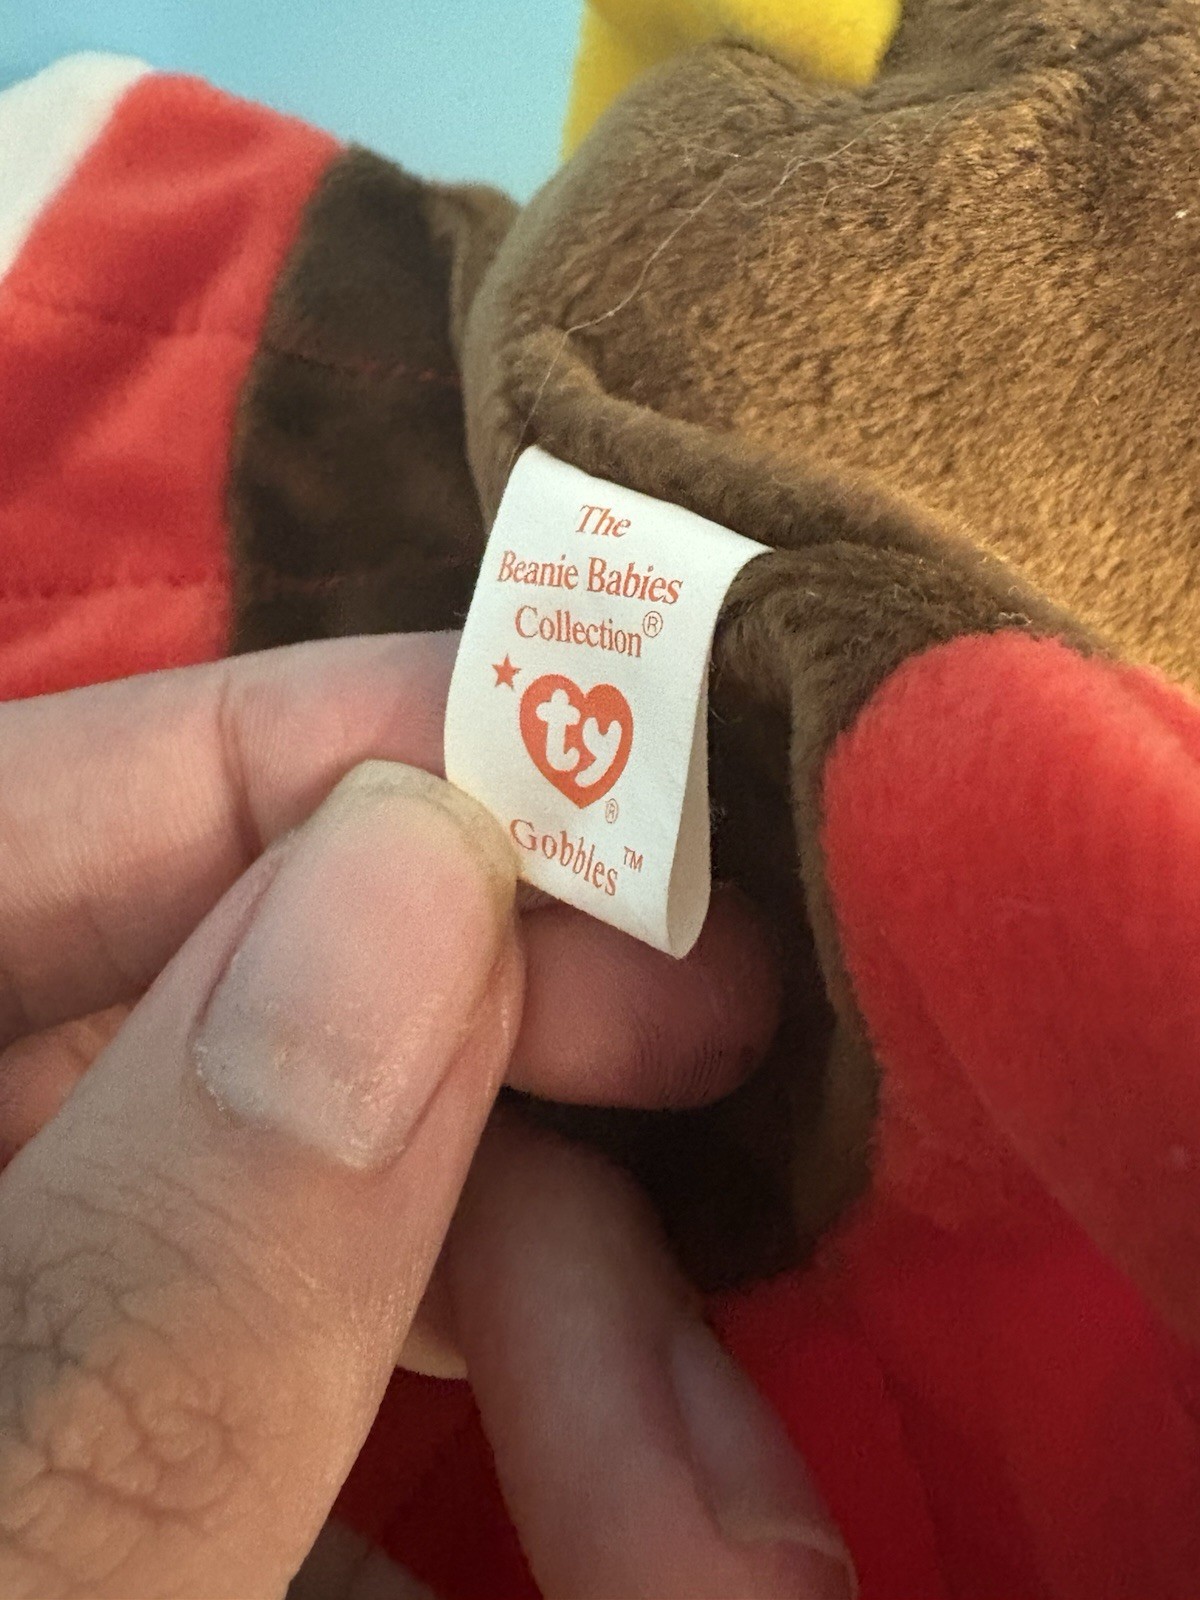 The
Beanie Babies
Collection®
★ ty®
Gobbles™